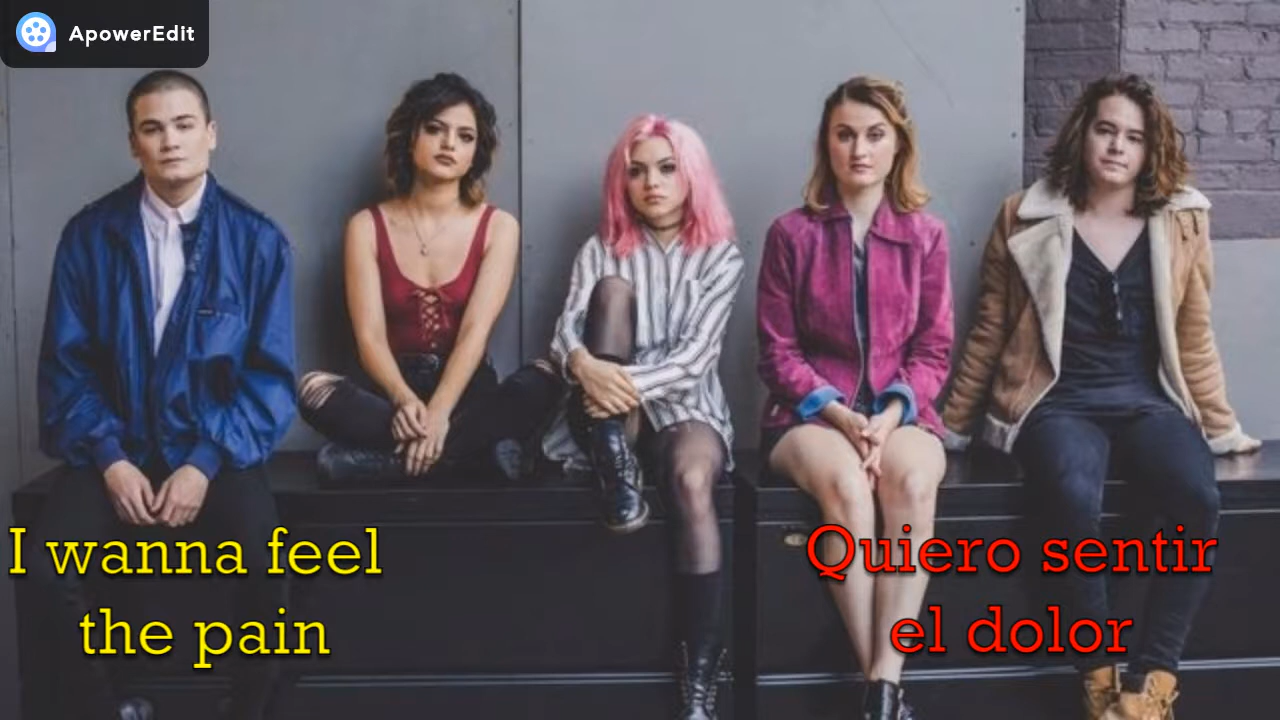 ApowerEdit
I wanna feel
the pain
Quiero sentir
el dolor